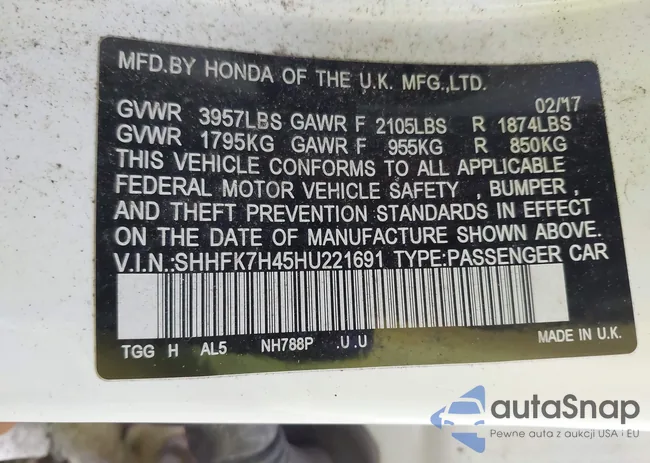 MFD.BY HONDA OF THE U.K. MFG.,LTD.
02/17
GVWR 3957LBS GAWR F 2105LBS R 1874LBS
GVWR 1795KG GAWR F 955KG R 850KG
THIS VEHICLE CONFORMS TO ALL APPLICABLE
FEDERAL MOTOR VEHICLE SAFETY , BUMPER ,
AND THEFT PREVENTION STANDARDS IN EFFECT
ON THE DATE OF MANUFACTURE SHOWN ABOVE.
V.I.N.:SHHFK7H45HU221691 TYPE:PASSENGER CAR
TGG H AL5 NH788P .U .U MADE IN U.K.
autaSnap
Pewne auta z aukcji USA i EU